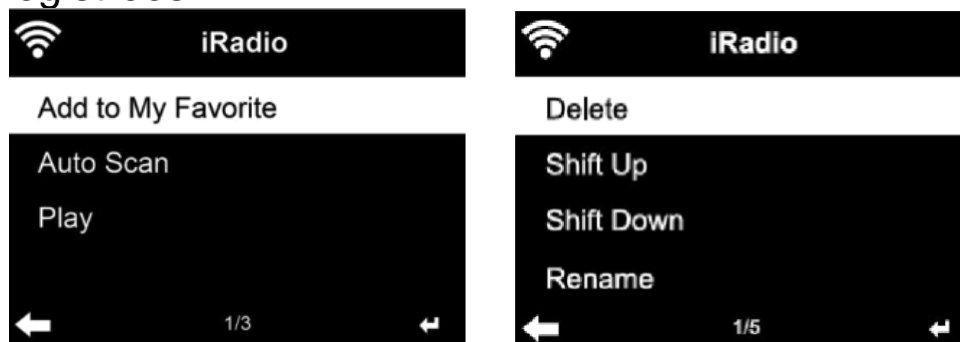 iRadio
Add to My Favorite
Auto Scan
Play
1/3
iRadio
Delete
Shift Up
Shift Down
Rename
1/5